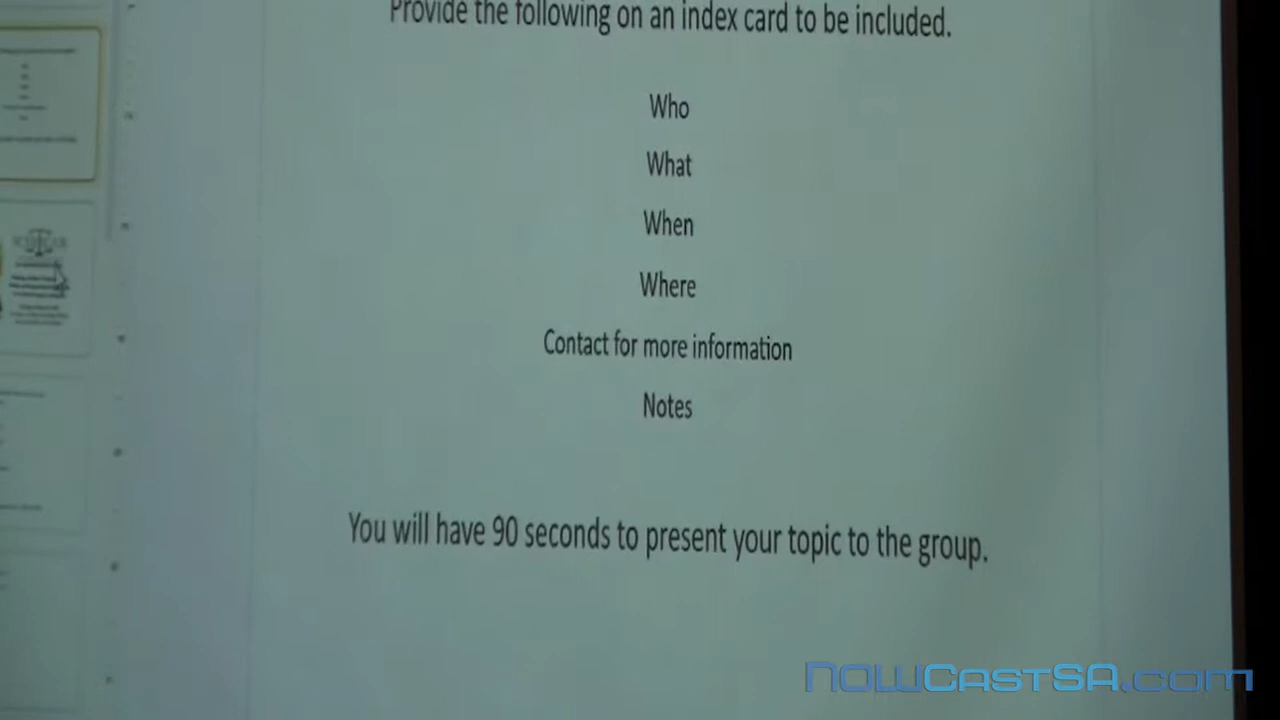 Provide the following on an index card to be included.
Who
What
When
Where
Contact for more information
Notes
You will have 90 seconds to present your topic to the group.
NOWCastSA.com